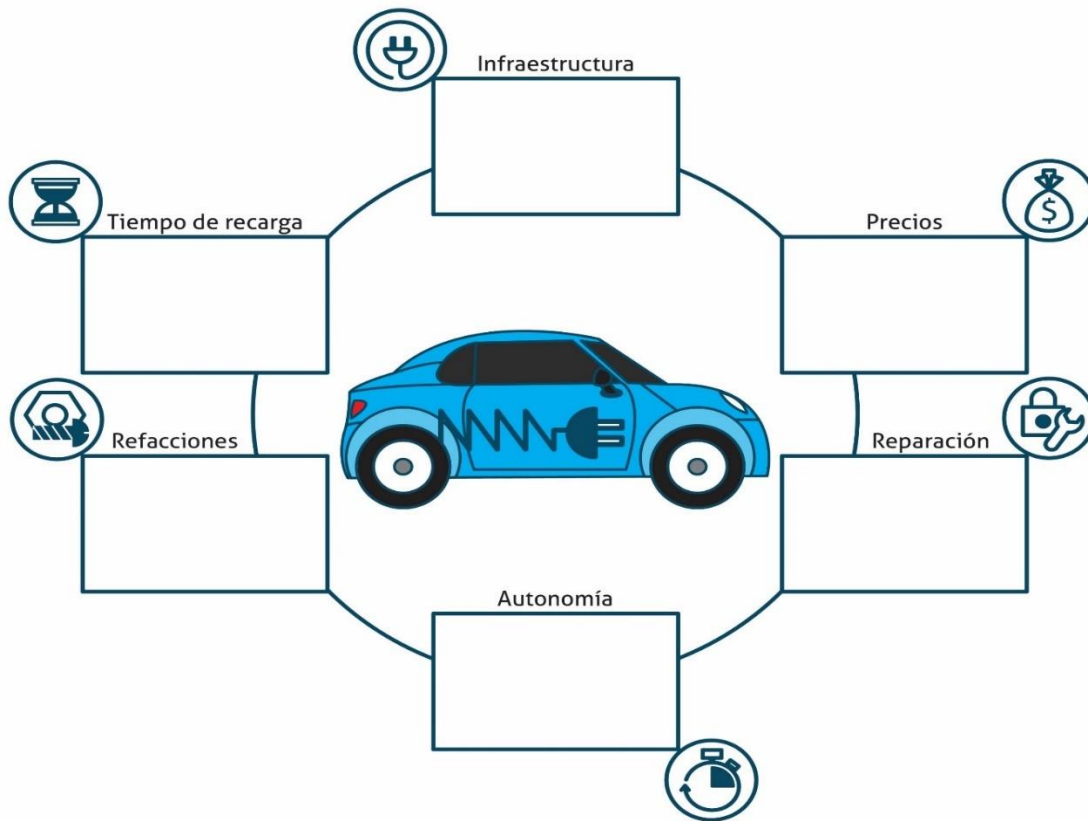 Infraestructura
Tiempo de recarga
Precios
$
Refacciones
Reparación
Autonomía